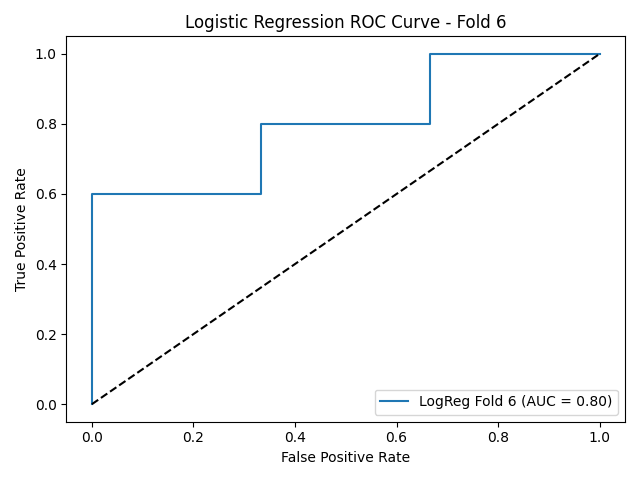 Logistic Regression ROC Curve - Fold 6
True Positive Rate
1.0
0.8
0.6
0.4
0.2
0.0
LogReg Fold 6 (AUC = 0.80)
0.0 0.2 0.4 0.6 0.8 1.0
False Positive Rate